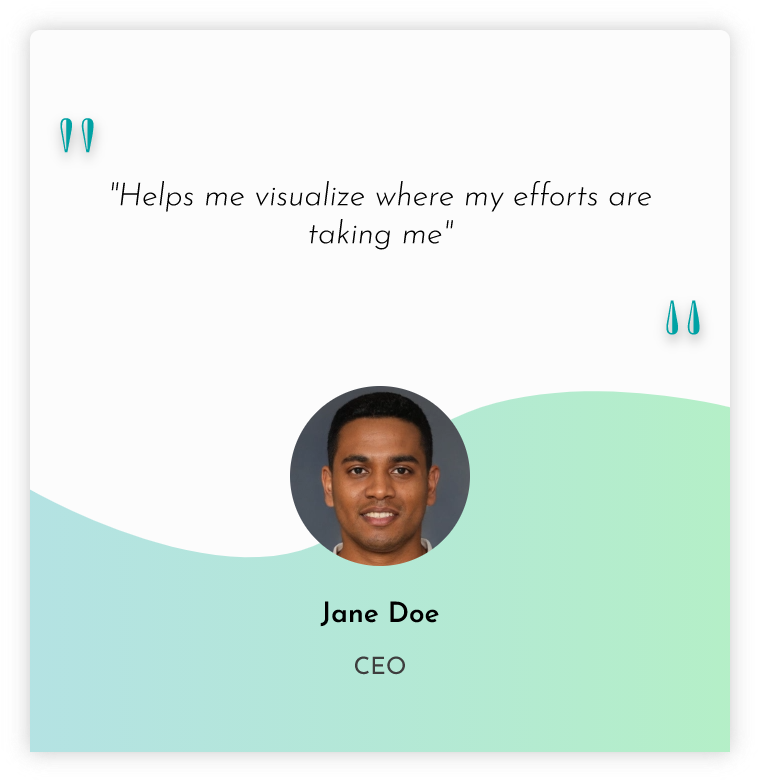 "
"Helps me visualize where my efforts are
taking me"
"
Jane Doe
CEO